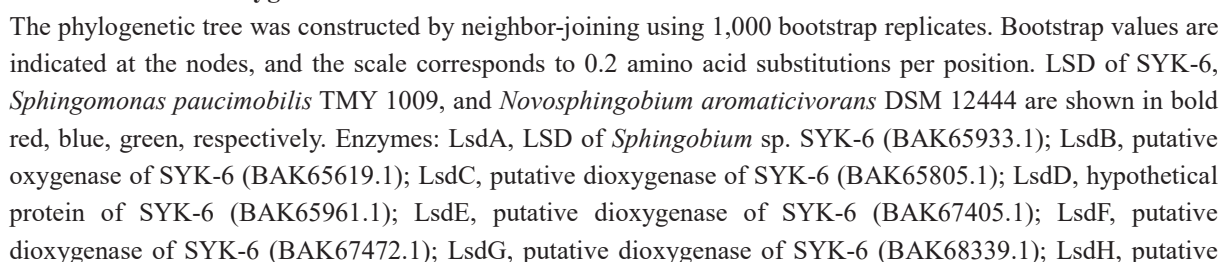 The phylogenetic tree was constructed by neighbor-joining using 1,000 bootstrap replicates. Bootstrap values are
indicated at the nodes, and the scale corresponds to 0.2 amino acid substitutions per position. LSD of SYK-6,
Sphingomonas paucimobilis TMY 1009, and Novosphingobium aromaticivorans DSM 12444 are shown in bold
red, blue, green, respectively. Enzymes: LsdA, LSD of Sphingobium sp. SYK-6 (BAK65933.1); LsdB, putative
oxygenase of SYK-6 (BAK65619.1); LsdC, putative dioxygenase of SYK-6 (BAK65805.1); LsdD, hypothetical
protein of SYK-6 (BAK65961.1); LsdE, putative dioxygenase of SYK-6 (BAK67405.1); LsdF, putative
dioxygenase of SYK-6 (BAK67472.1); LsdG, putative dioxygenase of SYK-6 (BAK68339.1); LsdH, putative